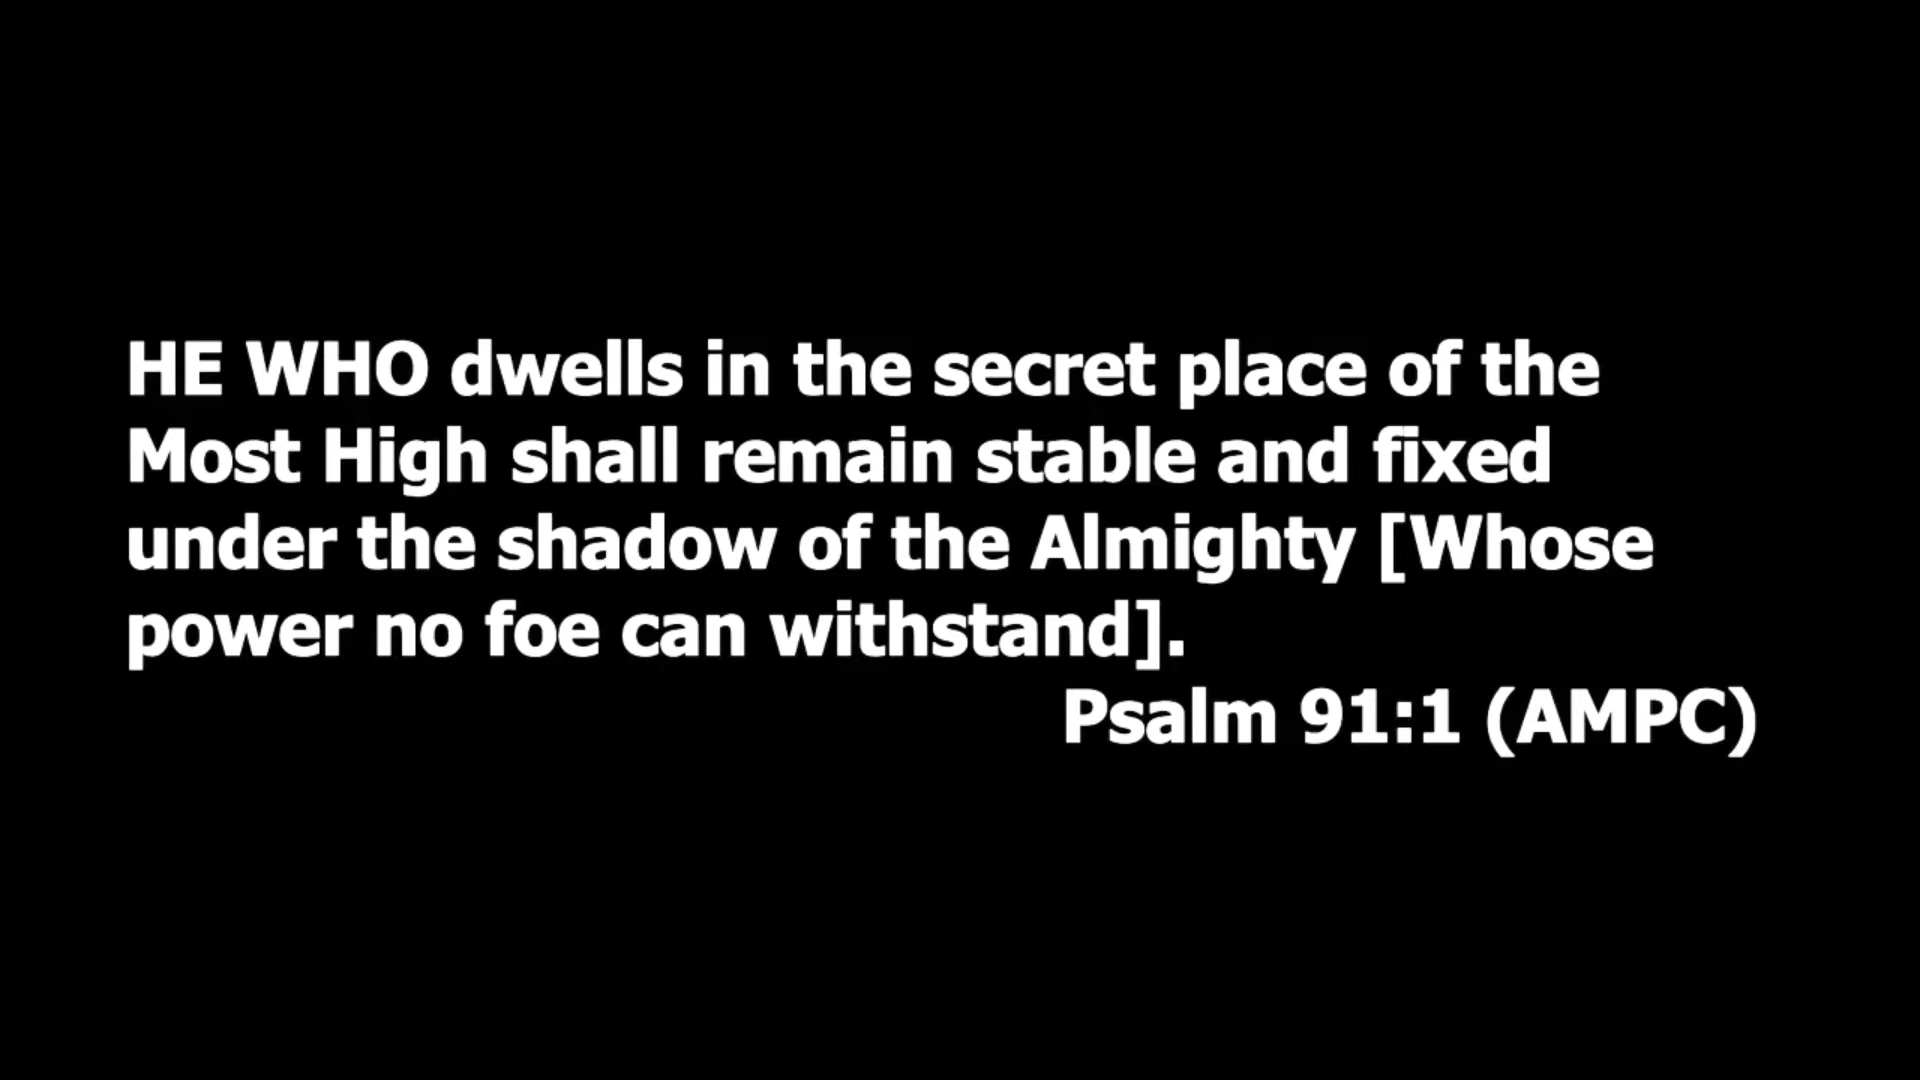 HE WHO dwells in the secret place of the
Most High shall remain stable and fixed
under the shadow of the Almighty [Whose
power no foe can withstand].
Psalm 91:1 (AMPC)